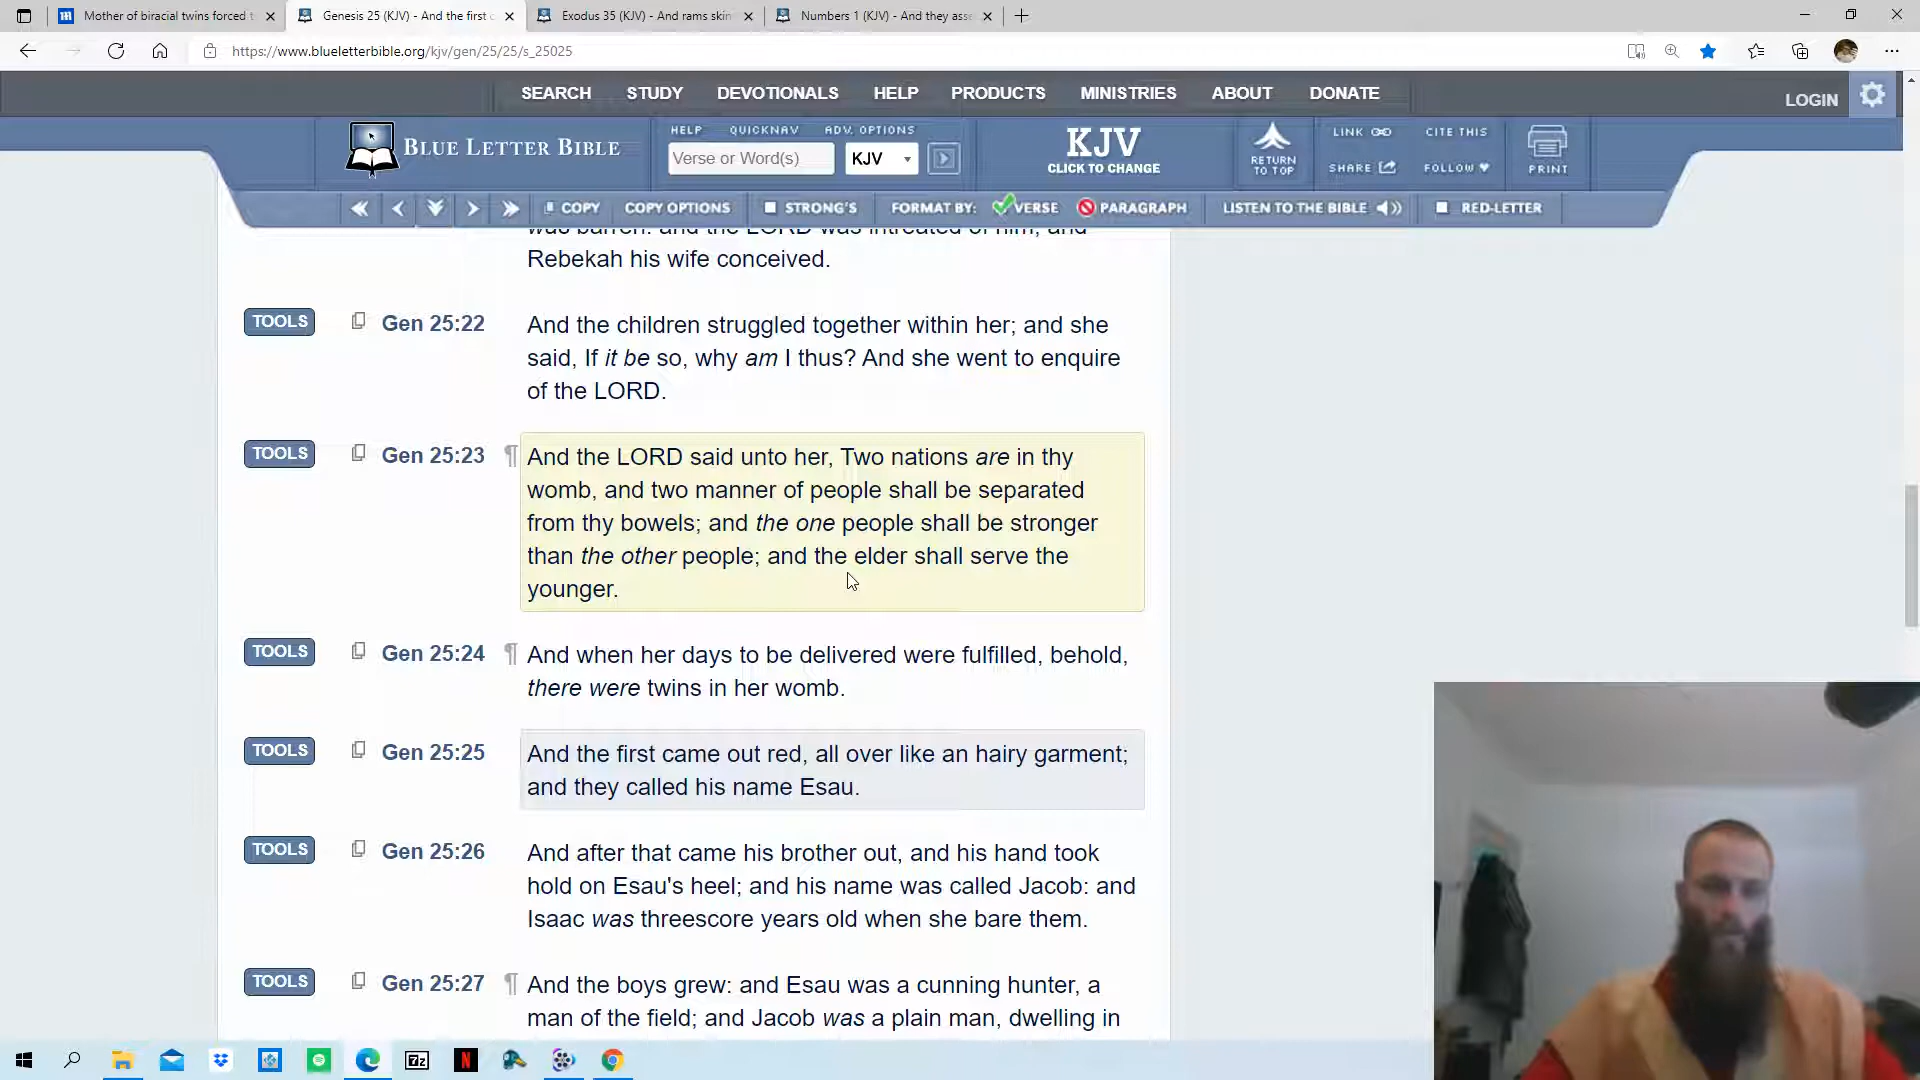 Mother of biracial twins forced t
Genesis 25 (KJV) - And the first c
Exodus 35 (KJV) - And rams skin
Numbers 1 (KJV) - And they ass
https://www.blueletterbible.org/kjv/gen/25/25/s_25025
SEARCH STUDY DEVOTIONALS HELP PRODUCTS MINISTRIES ABOUT DONATE
LOGIN
BLUE LETTER BIBLE
HELP QUICKNAV ADV. OPTIONS
Verse or Word(s) KJV
KJV
CLICK TO CHANGE
RETURN
TO TOP
LINK CITE THIS
SHARE FOLLOW
PRINT
COPY COPY OPTIONS STRONG'S FORMAT BY: VERSE PARAGRAPH LISTEN TO THE BIBLE RED-LETTER
was barren: and the LORD was intreated of him, and
Rebekah his wife conceived.
TOOLS Gen 25:22 And the children struggled together within her; and she
said, If it be so, why am I thus? And she went to enquire
of the LORD.
TOOLS Gen 25:23 ¶ And the LORD said unto her, Two nations are in thy
womb, and two manner of people shall be separated
from thy bowels; and the one people shall be stronger
than the other people; and the elder shall serve the
younger.
TOOLS Gen 25:24 ¶ And when her days to be delivered were fulfilled, behold,
there were twins in her womb.
TOOLS Gen 25:25 And the first came out red, all over like an hairy garment;
and they called his name Esau.
TOOLS Gen 25:26 And after that came his brother out, and his hand took
hold on Esau's heel; and his name was called Jacob: and
Isaac was threescore years old when she bare them.
TOOLS Gen 25:27 ¶ And the boys grew: and Esau was a cunning hunter, a
man of the field; and Jacob was a plain man, dwelling in